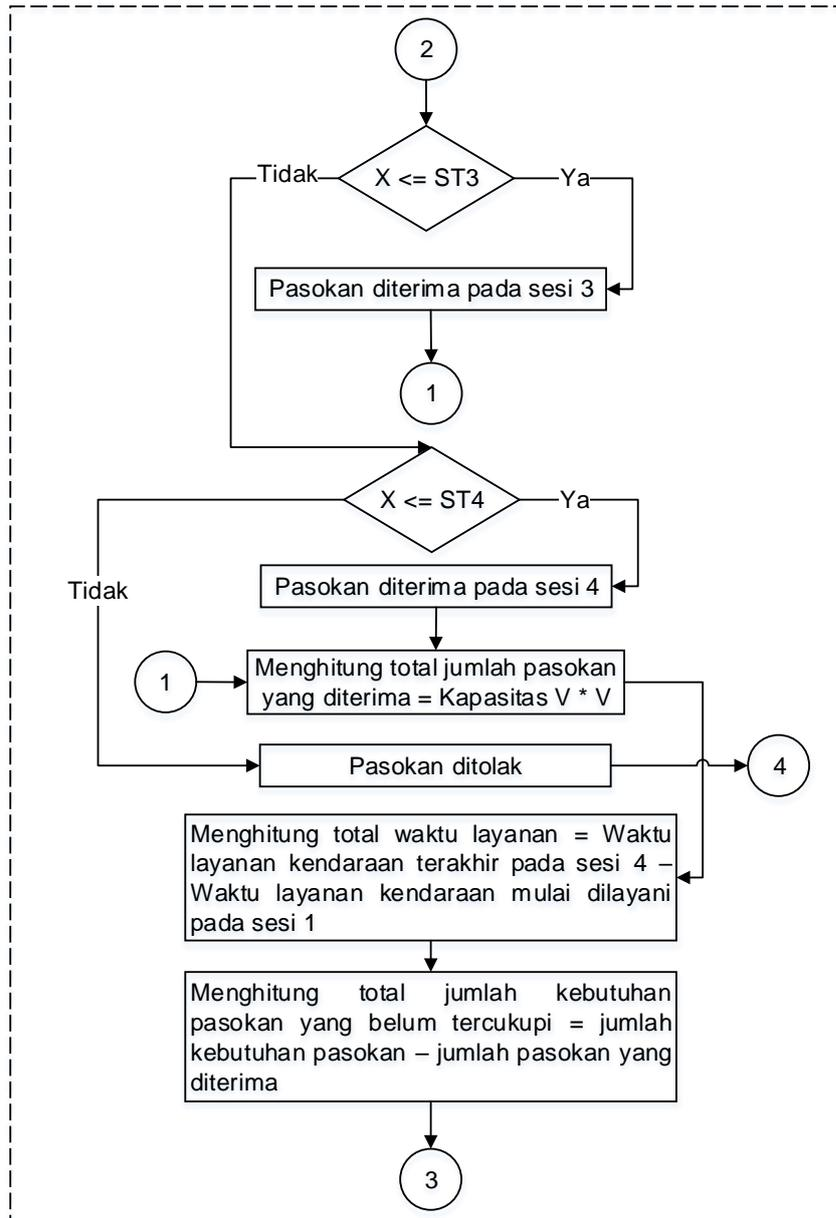 2
X <= ST3
Tidak
Ya
Pasokan diterima pada sesi 3
1
X <= ST4
Ya
Tidak
Pasokan diterima pada sesi 4
1
Menghitung total jumlah pasokan
yang diterima = Kapasitas V * V
Pasokan ditolak
4
Menghitung total waktu layanan = Waktu
layanan kendaraan terakhir pada sesi 4 –
Waktu layanan kendaraan mulai dilayani
pada sesi 1
Menghitung total jumlah kebutuhan
pasokan yang belum tercukupi = jumlah
kebutuhan pasokan – jumlah pasokan yang
diterima
3